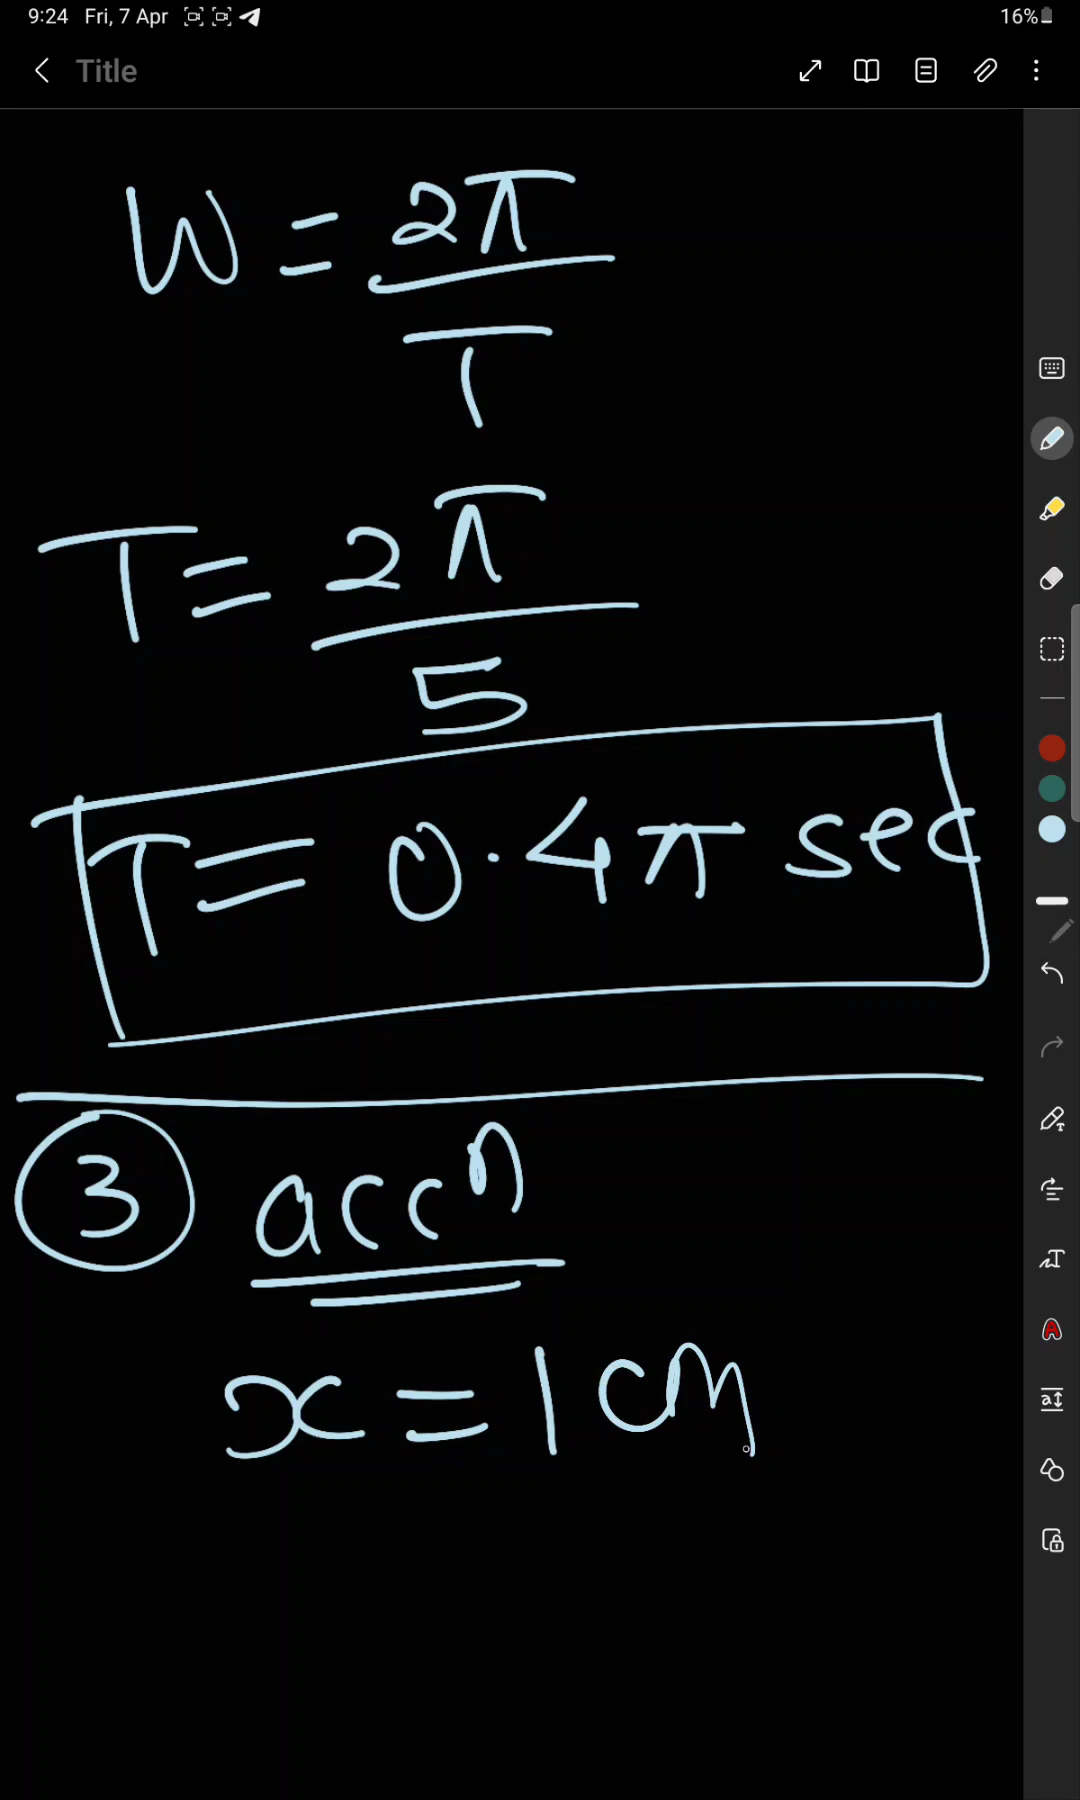 9:24 Fri, 7 Apr 16%
Title
W = 2π
T
T = 2π
5
T = 0.4π sec
3 accⁿ
x = 1 cm